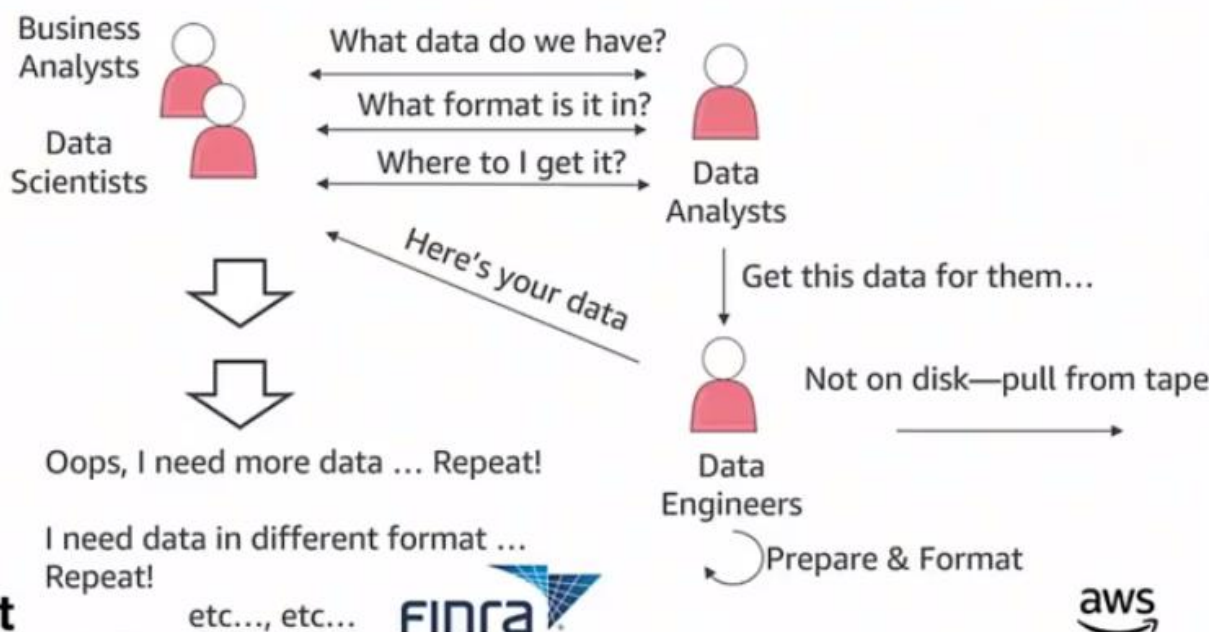 Business
Analysts
What data do we have?
What format is it in?
Data
Scientists
Where to I get it?
Data
Analysts
Here's your data
Get this data for them...
Not on disk—pull from tape
Oops, I need more data ... Repeat!
Data
Engineers
I need data in different format ...
Repeat!
Prepare & Format
t
etc..., etc...
FINRA
aws